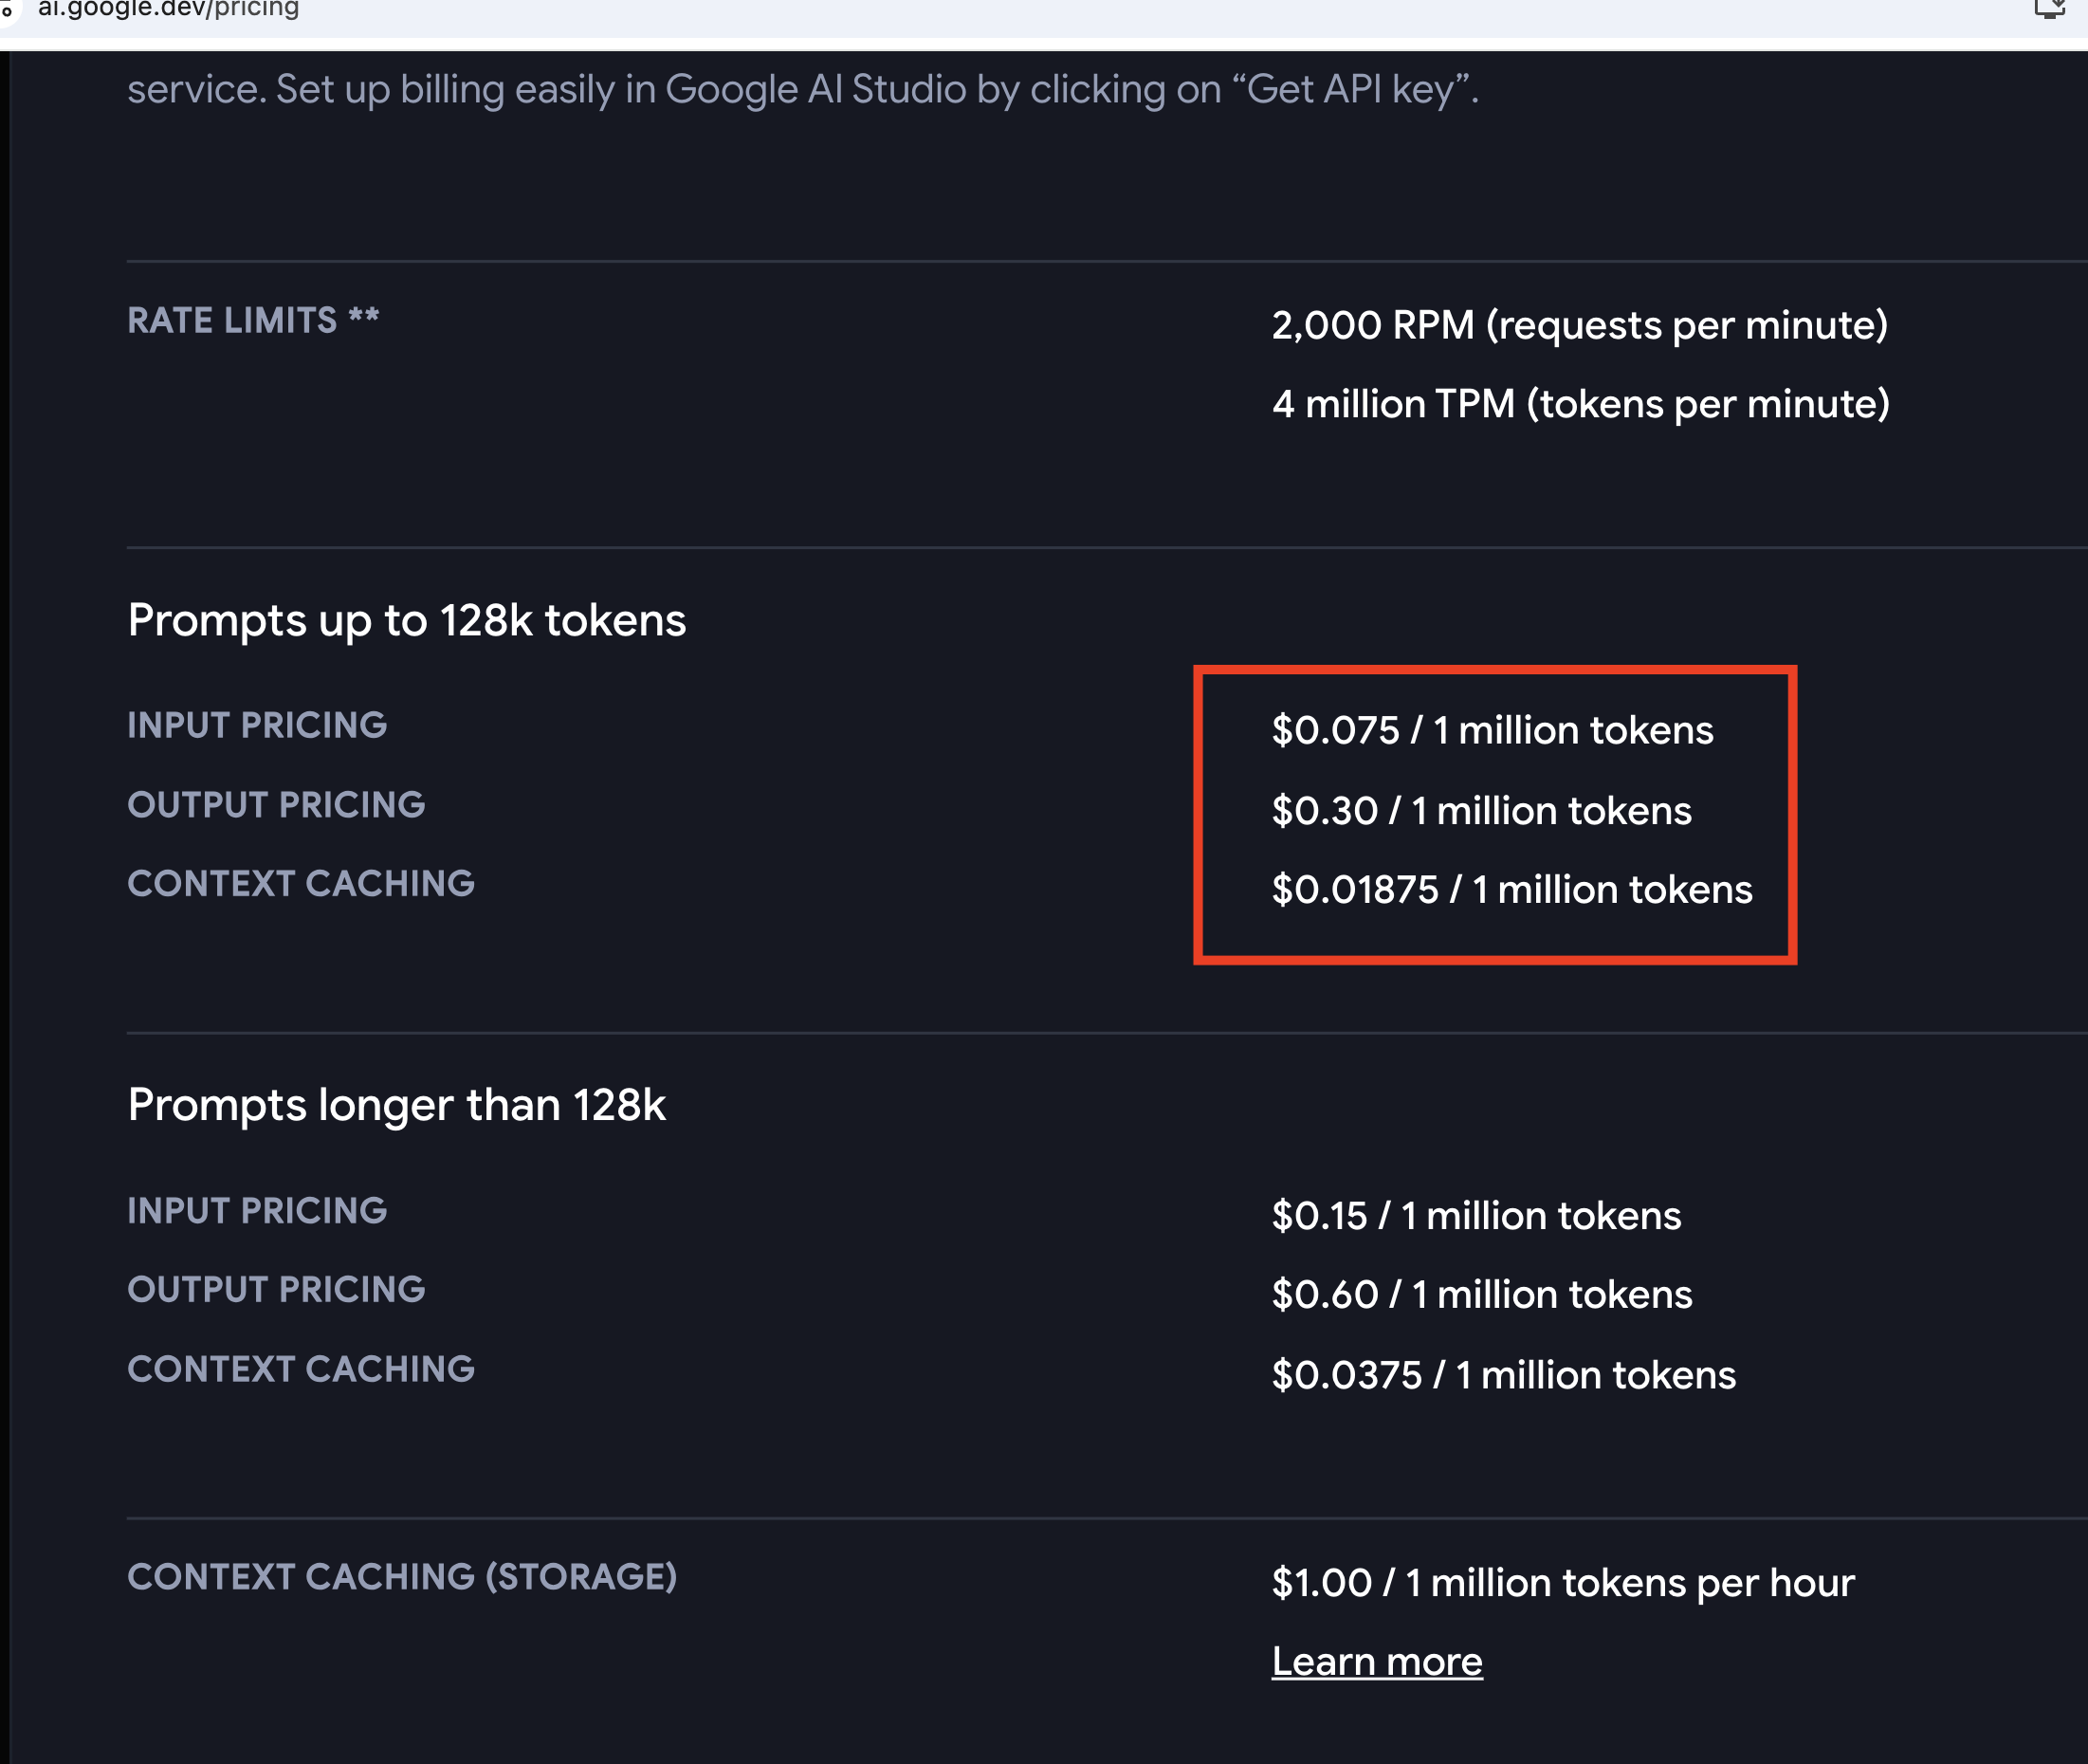 ai.google.dev/pricing
service. Set up billing easily in Google AI Studio by clicking on “Get API key”.
RATE LIMITS **
2,000 RPM (requests per minute)
4 million TPM (tokens per minute)
Prompts up to 128k tokens
INPUT PRICING
$0.075 / 1 million tokens
OUTPUT PRICING
$0.30 / 1 million tokens
CONTEXT CACHING
$0.01875 / 1 million tokens
Prompts longer than 128k
INPUT PRICING
$0.15 / 1 million tokens
OUTPUT PRICING
$0.60 / 1 million tokens
CONTEXT CACHING
$0.0375 / 1 million tokens
CONTEXT CACHING (STORAGE)
$1.00 / 1 million tokens per hour
Learn more